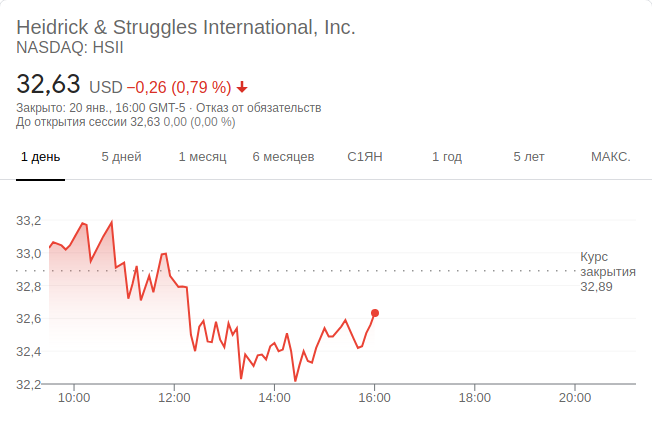 Heidrick & Struggles International, Inc.
NASDAQ: HSII
32,63 USD −0,26 (0,79 %)
Закрыто: 20 янв., 16:00 GMT-5 · Отказ от обязательств
До открытия сессии 32,63 0,00 (0,00 %)
1 день 5 дней 1 месяц 6 месяцев С1ЯН 1 год 5 лет МАКС.
33,2
33,0
Курс
закрытия
32,89
32,8
32,6
32,4
32,2
10:00 12:00 14:00 16:00 18:00 20:00